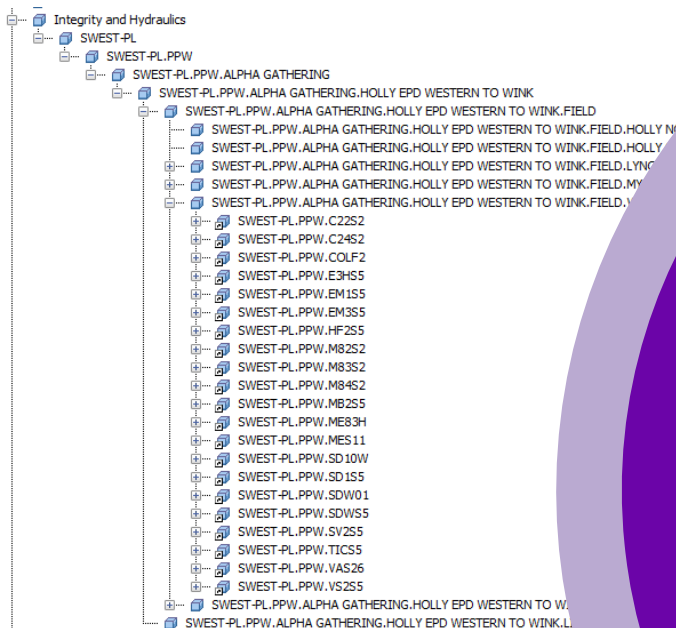 Integrity and Hydraulics
SWEST-PL
SWEST-PL.PPW
SWEST-PL.PPW.ALPHA GATHERING
SWEST-PL.PPW.ALPHA GATHERING.HOLLY EPD WESTERN TO WINK
SWEST-PL.PPW.ALPHA GATHERING.HOLLY EPD WESTERN TO WINK.FIELD
SWEST-PL.PPW.ALPHA GATHERING.HOLLY EPD WESTERN TO WINK.FIELD.HOLLY
SWEST-PL.PPW.ALPHA GATHERING.HOLLY EPD WESTERN TO WINK.FIELD.HOLLY
SWEST-PL.PPW.ALPHA GATHERING.HOLLY EPD WESTERN TO WINK.FIELD.LYNC
SWEST-PL.PPW.ALPHA GATHERING.HOLLY EPD WESTERN TO WINK.FIELD.MY
SWEST-PL.PPW.ALPHA GATHERING.HOLLY EPD WESTERN TO WINK.FIELD.
SWEST-PL.PPW.C22S2
SWEST-PL.PPW.C24S2
SWEST-PL.PPW.COLF2
SWEST-PL.PPW.E3HS5
SWEST-PL.PPW.EM1S5
SWEST-PL.PPW.EM3S5
SWEST-PL.PPW.HF2S5
SWEST-PL.PPW.M82S2
SWEST-PL.PPW.M83S2
SWEST-PL.PPW.M84S2
SWEST-PL.PPW.MB2S5
SWEST-PL.PPW.ME83H
SWEST-PL.PPW.MES11
SWEST-PL.PPW.SD10W
SWEST-PL.PPW.SD1S5
SWEST-PL.PPW.SDW01
SWEST-PL.PPW.SDWS5
SWEST-PL.PPW.SV2S5
SWEST-PL.PPW.TICS5
SWEST-PL.PPW.VAS26
SWEST-PL.PPW.VS2S5
SWEST-PL.PPW.ALPHA GATHERING.HOLLY EPD WESTERN TO W
SWEST-PL.PPW.ALPHA GATHERING.HOLLY EPD WESTERN TO WINK.L